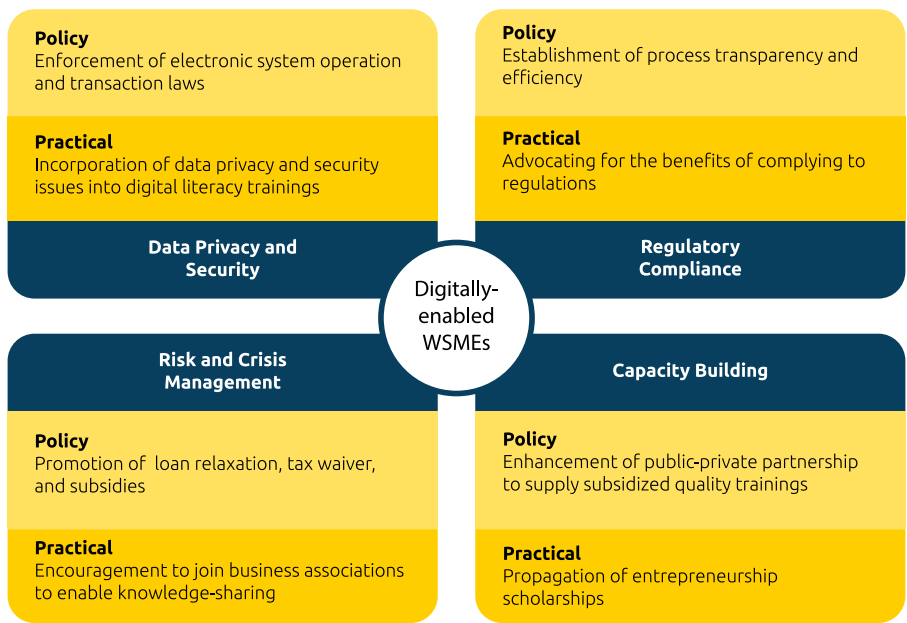 Policy
Enforcement of electronic system operation
and transaction laws
Practical
Incorporation of data privacy and security
issues into digital literacy trainings
Data Privacy and
Security
Policy
Establishment of process transparency and
efficiency
Practical
Advocating for the benefits of complying to
regulations
Regulatory
Compliance
Digitally-
enabled
WSMEs
Risk and Crisis
Management
Policy
Promotion of loan relaxation, tax waiver,
and subsidies
Practical
Encouragement to join business associations
to enable knowledge-sharing
Capacity Building
Policy
Enhancement of public-private partnership
to supply subsidized quality trainings
Practical
Propagation of entrepreneurship
scholarships